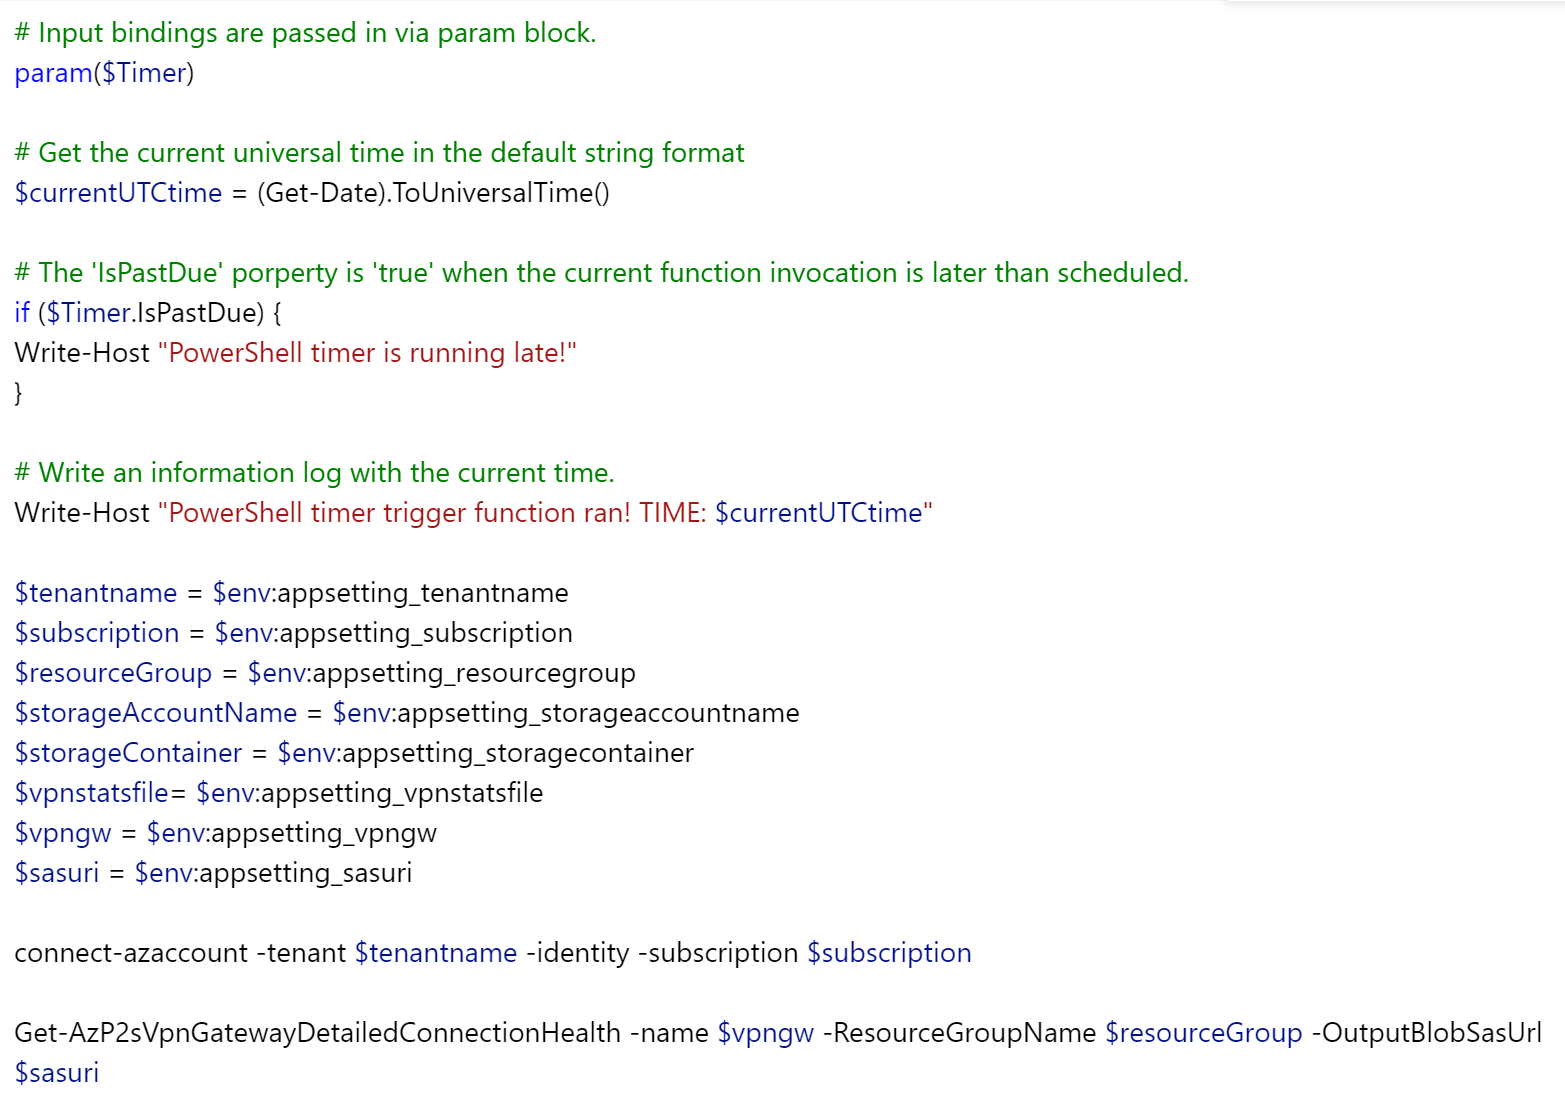 # Input bindings are passed in via param block.
param($Timer)
# Get the current universal time in the default string format
$currentUTCtime = (Get-Date).ToUniversalTime()
# The 'IsPastDue' porperty is 'true' when the current function invocation is later than scheduled.
if ($Timer.IsPastDue) {
Write-Host "PowerShell timer is running late!"
}
# Write an information log with the current time.
Write-Host "PowerShell timer trigger function ran! TIME: $currentUTCtime"
$tenantname = $env:appsetting_tenantname
$subscription = $env:appsetting_subscription
$resourceGroup = $env:appsetting_resourcegroup
$storageAccountName = $env:appsetting_storageaccountname
$storageContainer = $env:appsetting_storagecontainer
$vpnstatsfile= $env:appsetting_vpnstatsfile
$vpngw = $env:appsetting_vpngw
$sasuri = $env:appsetting_sasuri
connect-azaccount -tenant $tenantname -identity -subscription $subscription
Get-AzP2sVpnGatewayDetailedConnectionHealth -name $vpngw -ResourceGroupName $resourceGroup -OutputBlobSasUrl
$sasuri